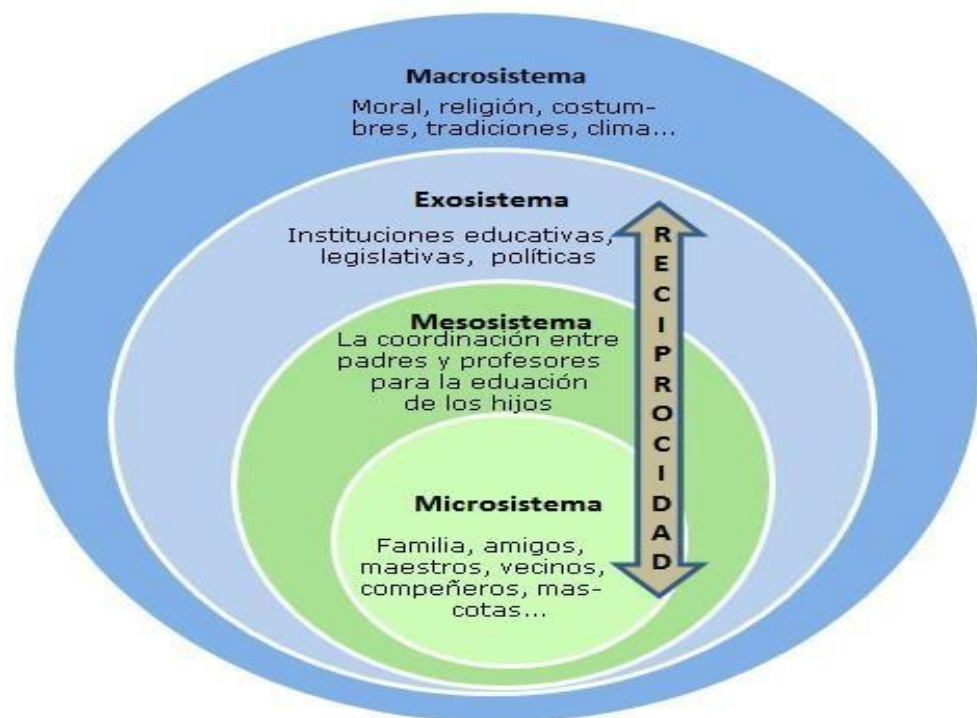 Macrosistema
Moral, religión, costum-
bres, tradiciones, clima...
Exosistema
Instituciones educativas,
legislativas, políticas
Mesosistema
La coordinación entre
padres y profesores
para la eduación
de los hijos
Microsistema
Familia, amigos,
maestros, vecinos,
compeñeros, mas-
cotas...
RECIPROCIDAD